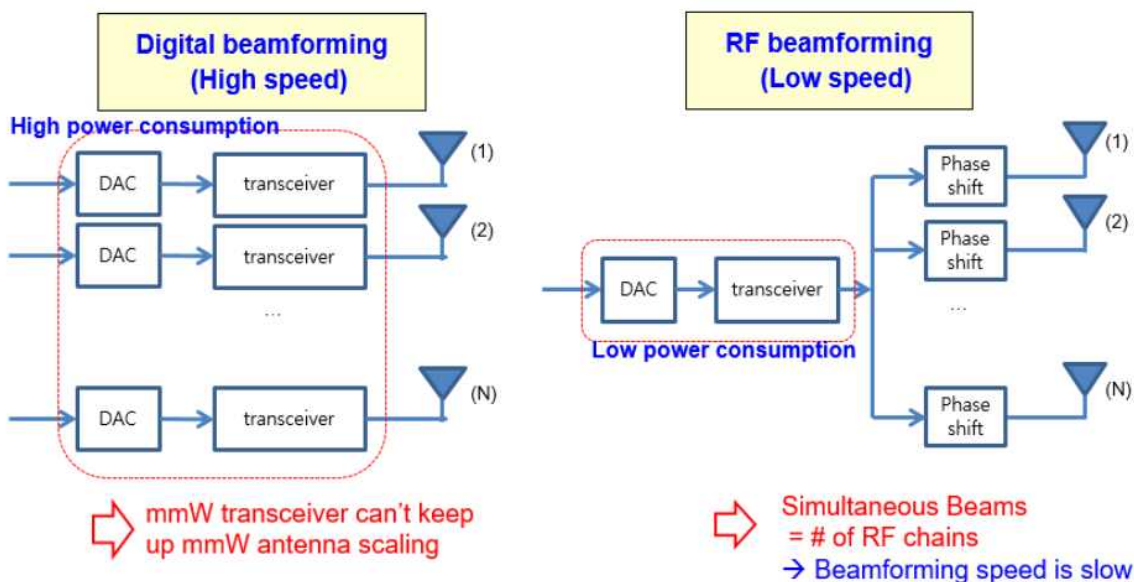 Digital beamforming
(High speed)
High power consumption
DAC
transceiver
(1)
DAC
transceiver
(2)
...
DAC
transceiver
(N)
mmW transceiver can't keep
up mmW antenna scaling
RF beamforming
(Low speed)
DAC
transceiver
Low power consumption
Phase
shift
(1)
Phase
shift
(2)
...
Phase
shift
(N)
Simultaneous Beams
= # of RF chains
→ Beamforming speed is slow